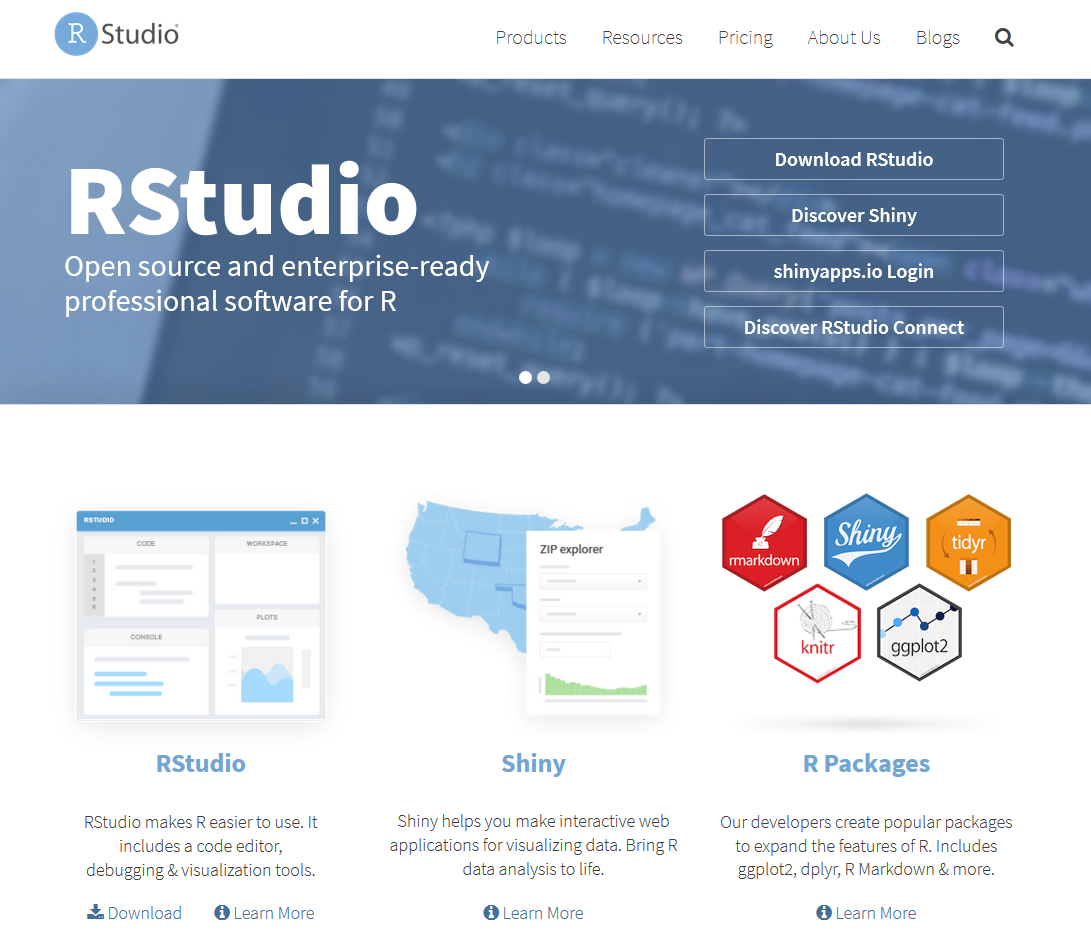 R Studio
Products Resources Pricing About Us Blogs
RStudio
Open source and enterprise-ready
professional software for R
Download RStudio
Discover Shiny
shinyapps.io Login
Discover RStudio Connect
RSTUDIO
CODE
WORKSPACE
PLOTS
CONSOLE
ZIP explorer
rmarkdown
Shiny
tidyr
knitr
ggplot2
RStudio
RStudio makes R easier to use. It
includes a code editor,
debugging & visualization tools.
Download Learn More
Shiny
Shiny helps you make interactive web
applications for visualizing data. Bring R
data analysis to life.
Learn More
R Packages
Our developers create popular packages
to expand the features of R. Includes
ggplot2, dplyr, R Markdown & more.
Learn More